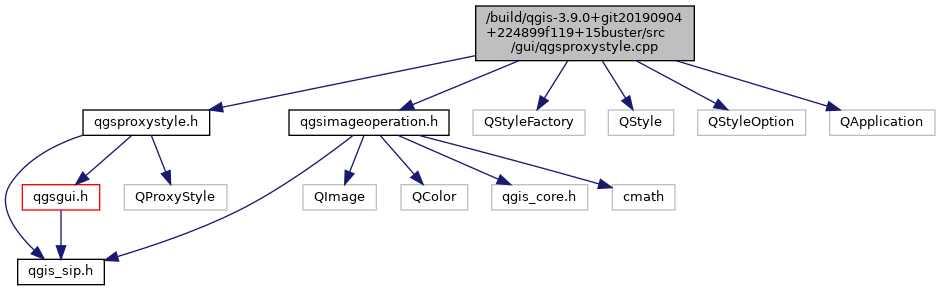 /build/qgis-3.9.0+git20190904
+224899f119+15buster/src
/gui/qgsproxystyle.cpp
qgsproxystyle.h
qgsimageoperation.h
QStyleFactory
QStyle
QStyleOption
QApplication
qgsgui.h
QProxyStyle
QImage
QColor
qgis_core.h
cmath
qgis_sip.h